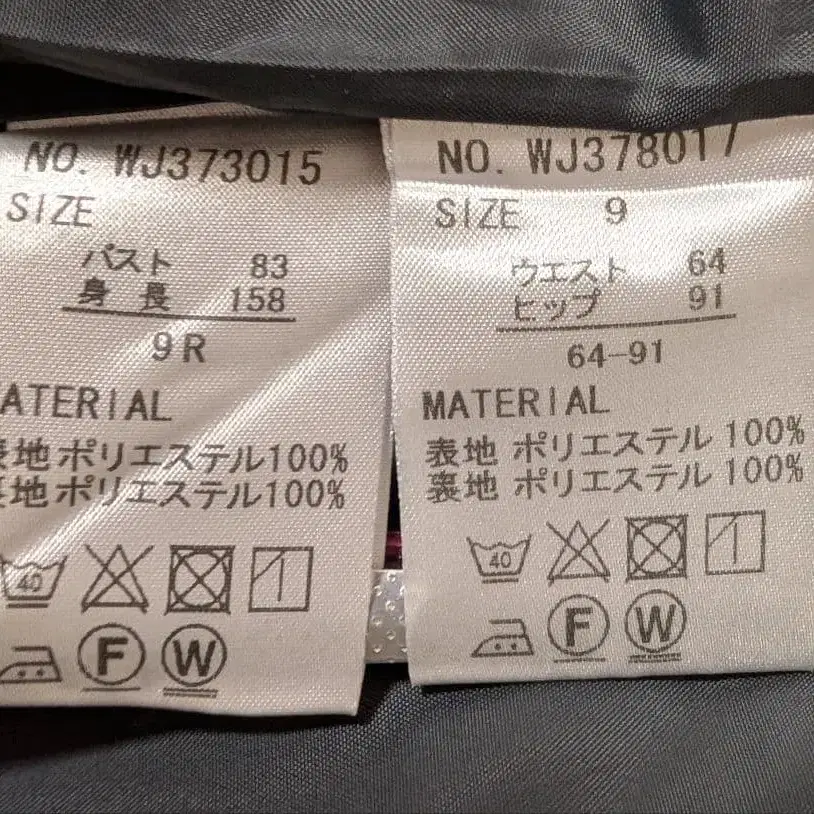 NO. WJ373015
SIZE
バスト 83
身長 158
9R
MATERIAL
表地 ポリエステル100%
裏地 ポリエステル100%
40
F
W
NO. WJ378017
SIZE 9
ウエスト 64
ヒップ 91
64-91
MATERIAL
表地 ポリエステル 100%
裏地 ポリエステル 100%
40
F
W